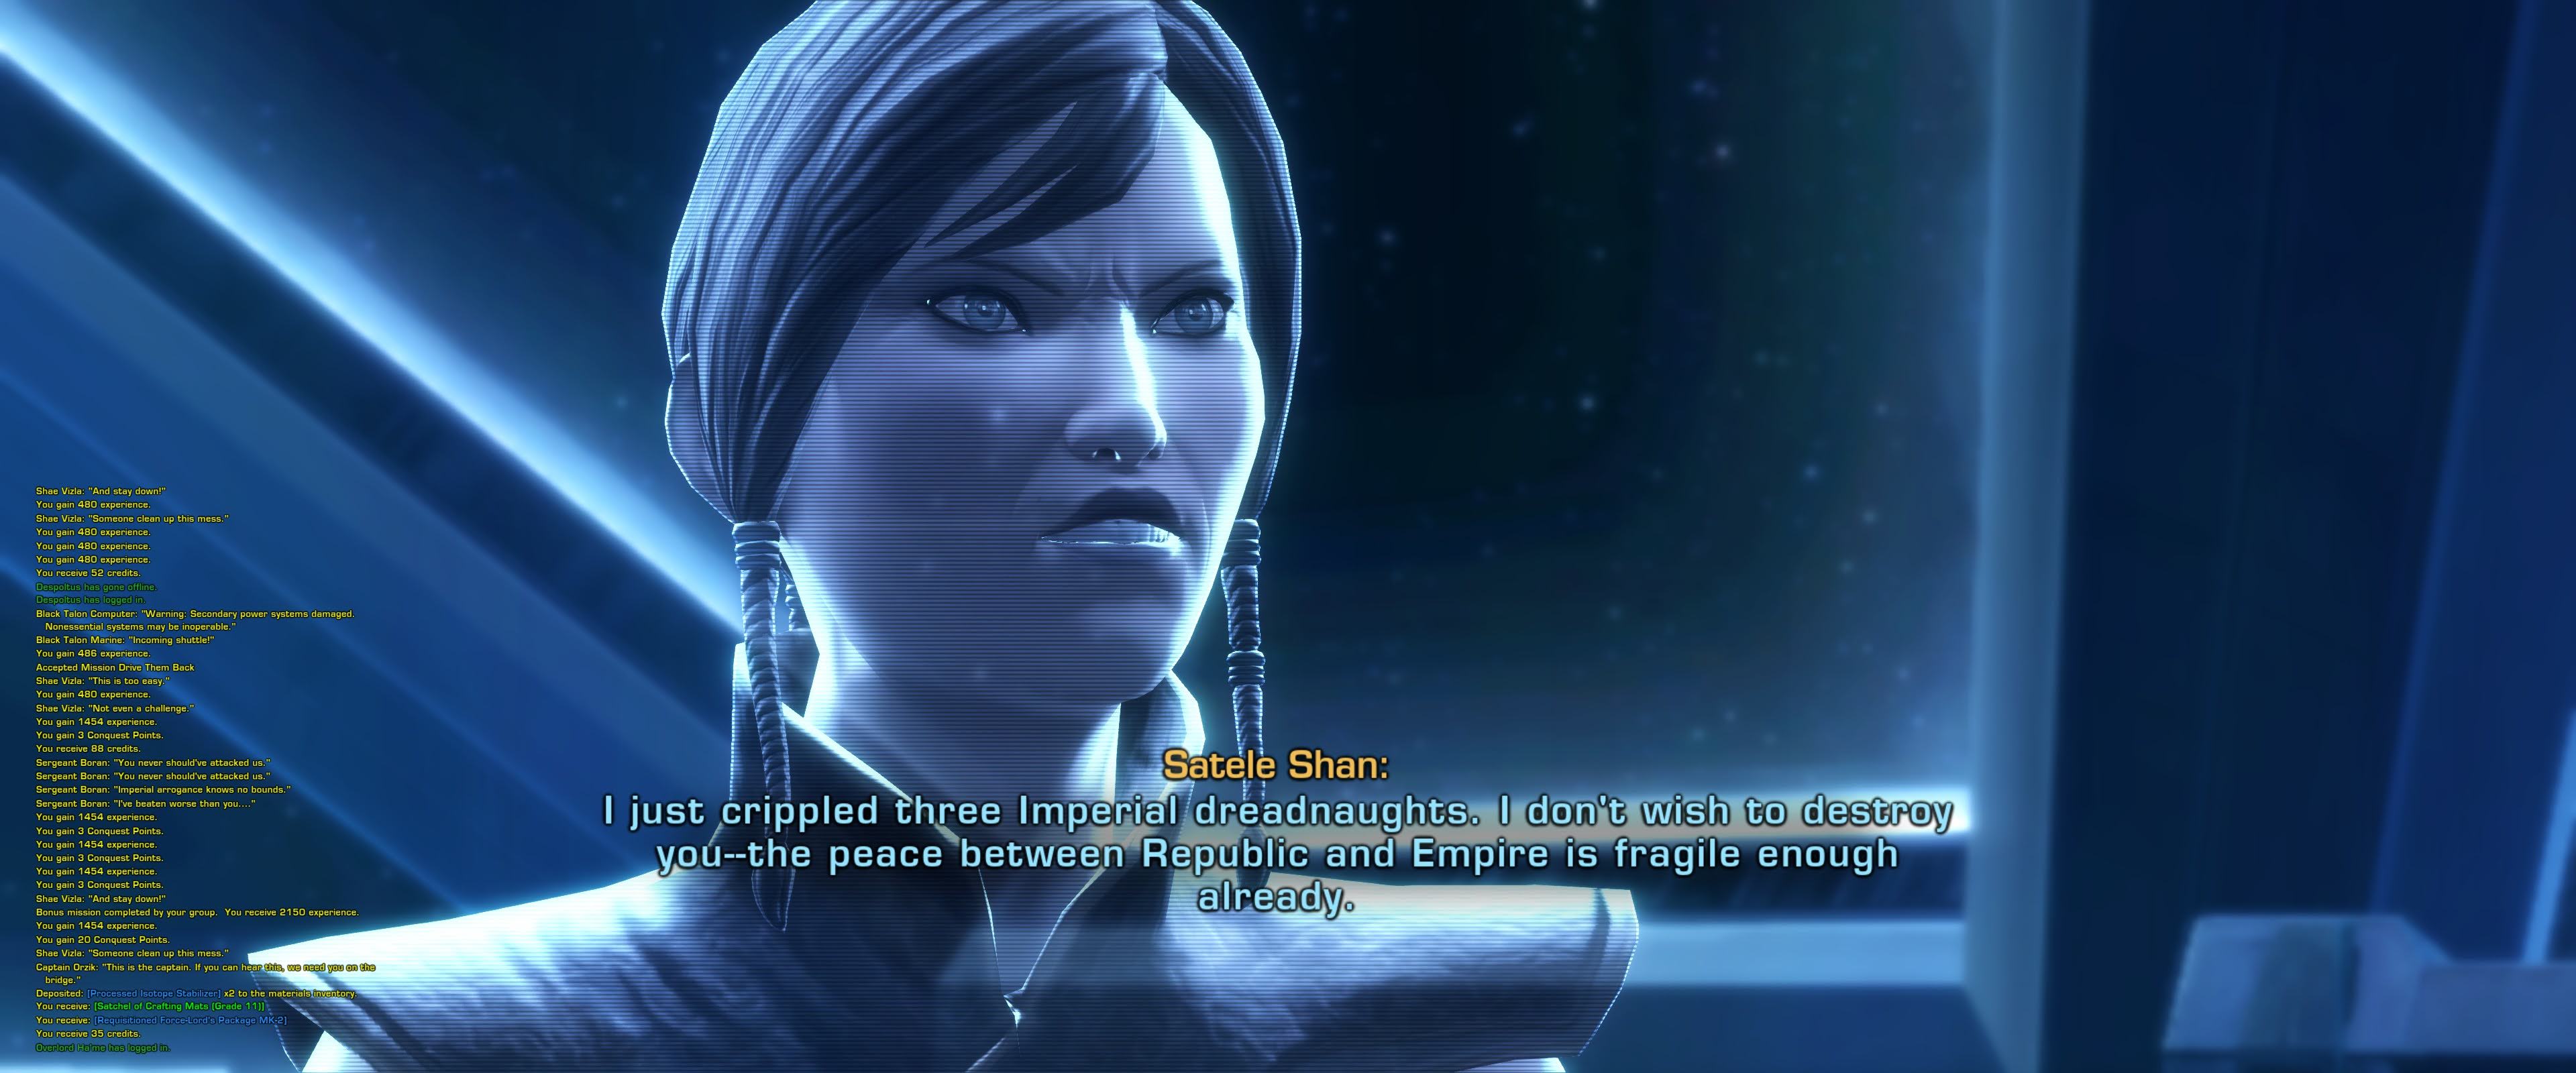 Shae Vizla: "And stay down!"
You gain 480 experience.
Shae Vizla: "Someone clean up this mess."
You gain 480 experience.
You gain 480 experience.
You gain 480 experience.
You receive 52 credits.
Despoltus has gone offline.
Despoltus has logged in.
Black Talon Computer: "Warning: Secondary power systems damaged.
Nonessential systems may be inoperable."
Black Talon Marine: "Incoming shuttle!"
You gain 486 experience.
Accepted Mission Drive Them Back
Shae Vizla: "This is too easy."
You gain 480 experience.
Shae Vizla: "Not even a challenge."
You gain 1454 experience.
You gain 3 Conquest Points.
You receive 88 credits.
Sergeant Boran: "You never should've attacked us."
Sergeant Boran: "You never should've attacked us."
Sergeant Boran: "Imperial arrogance knows no bounds."
Sergeant Boran: "I've beaten worse than you...."
You gain 1454 experience.
You gain 3 Conquest Points.
You gain 1454 experience.
You gain 3 Conquest Points.
You gain 1454 experience.
You gain 3 Conquest Points.
Shae Vizla: "And stay down!"
Bonus mission completed by your group.  You receive 2150 experience.
You gain 1454 experience.
You gain 20 Conquest Points.
Shae Vizla: "Someone clean up this mess."
Captain Orzik: "This is the captain. If you can hear this, we need you on the
bridge."
Deposited: [Processed Isotope Stabilizer] x2 to the materials inventory.
You receive: [Satchel of Crafting Mats (Grade 11)]
You receive: [Requisitioned Force-Lord's Package MK-2]
You receive 35 credits.
Overlord Ha'me has logged in.
Satele Shan:
I just crippled three Imperial dreadnaughts. I don't wish to destroy
you--the peace between Republic and Empire is fragile enough
already.